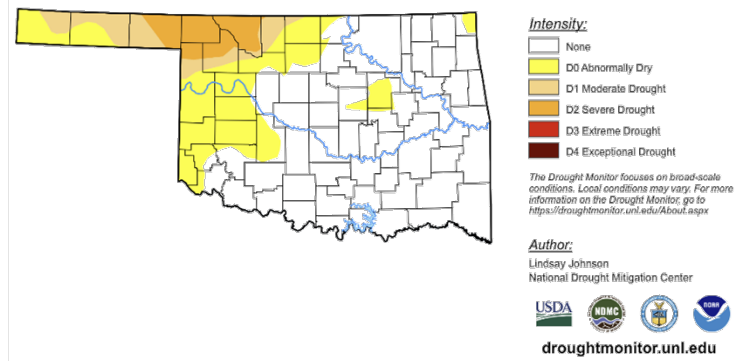 Intensity:
None
D0 Abnormally Dry
D1 Moderate Drought
D2 Severe Drought
D3 Extreme Drought
D4 Exceptional Drought
The Drought Monitor focuses on broad-scale
conditions. Local conditions may vary. For more
information on the Drought Monitor, go to
https://droughtmonitor.unl.edu/About.aspx
Author:
Lindsay Johnson
National Drought Mitigation Center
USDA
NDMC
NOAA
droughtmonitor.unl.edu